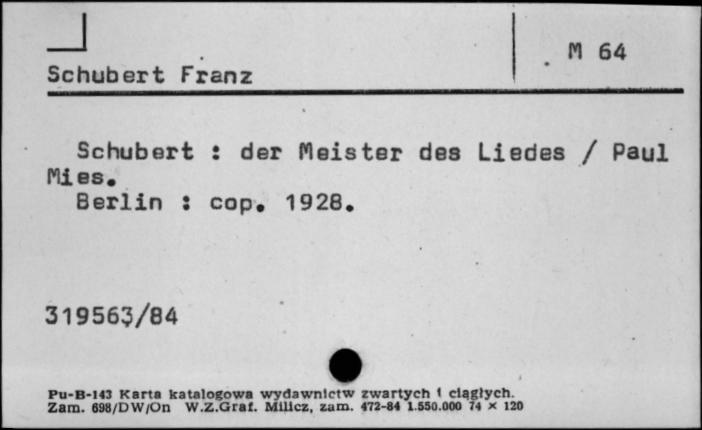 M 64
Schubert Franz
Schubert : der Meister des Liedes / Paul
Mies.
Berlin : cop. 1928.
319563/84
Pu-B-143 Karta katalogowa wydawnictw zwartych i ciągłych.
Zam. 698/DW/On W.Z.Graf. Milicz, zam. 472-84 1.550.000 74 × 120